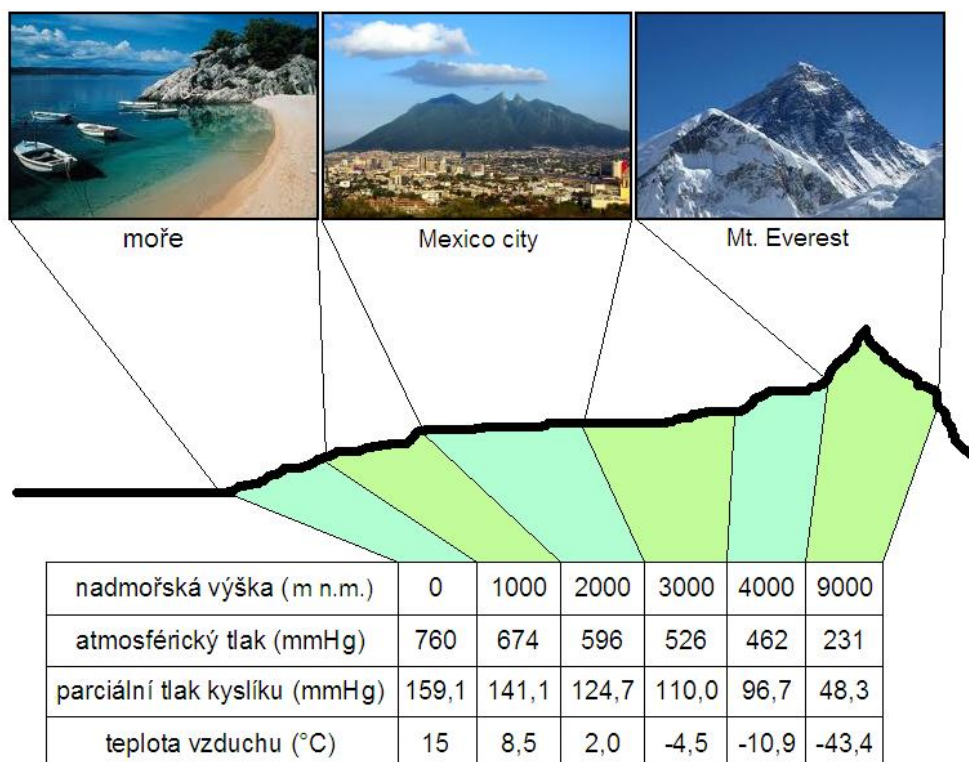 moře
Mexico city
Mt. Everest
nadmořská výška (m n.m.) 0 1000 2000 3000 4000 9000
atmosférický tlak (mmHg) 760 674 596 526 462 231
parciální tlak kyslíku (mmHg) 159,1 141,1 124,7 110,0 96,7 48,3
teplota vzduchu (°C) 15 8,5 2,0 -4,5 -10,9 -43,4